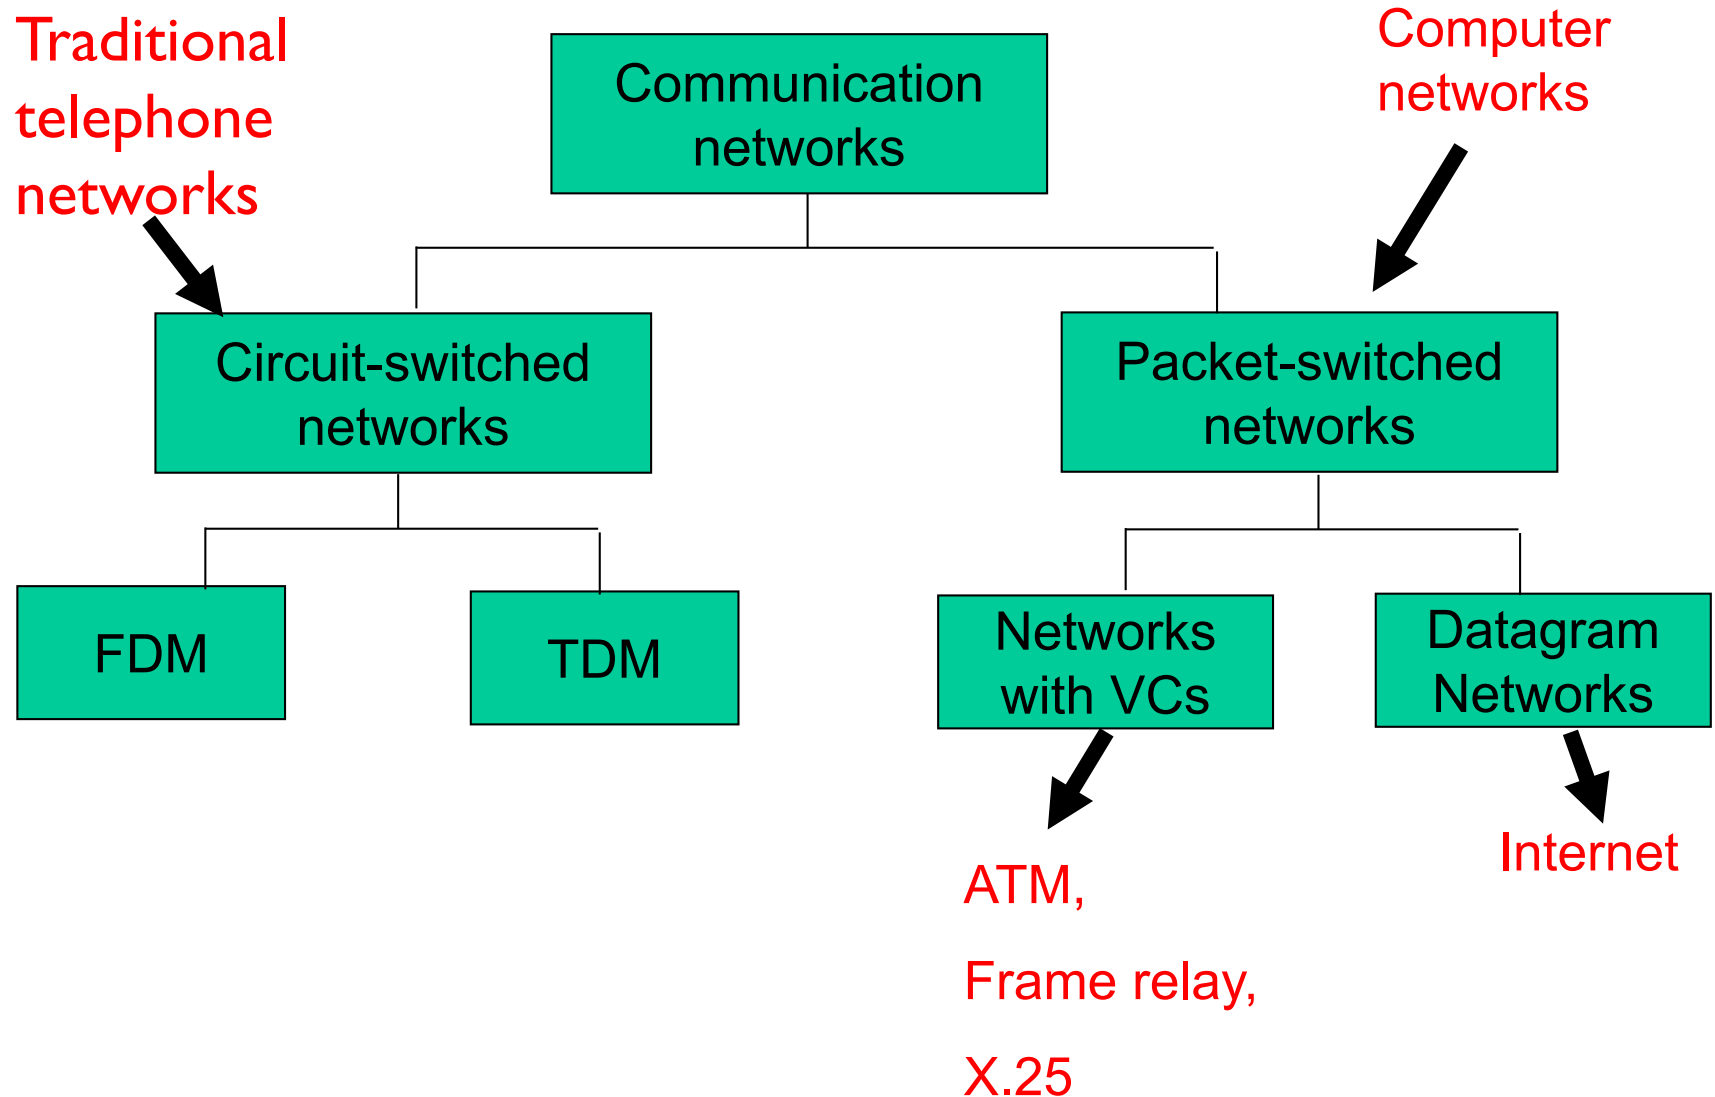 Traditional
telephone
networks
Communication
networks
Computer
networks
Circuit-switched
networks
Packet-switched
networks
FDM
TDM
Networks
with VCs
Datagram
Networks
ATM,
Frame relay,
X.25
Internet